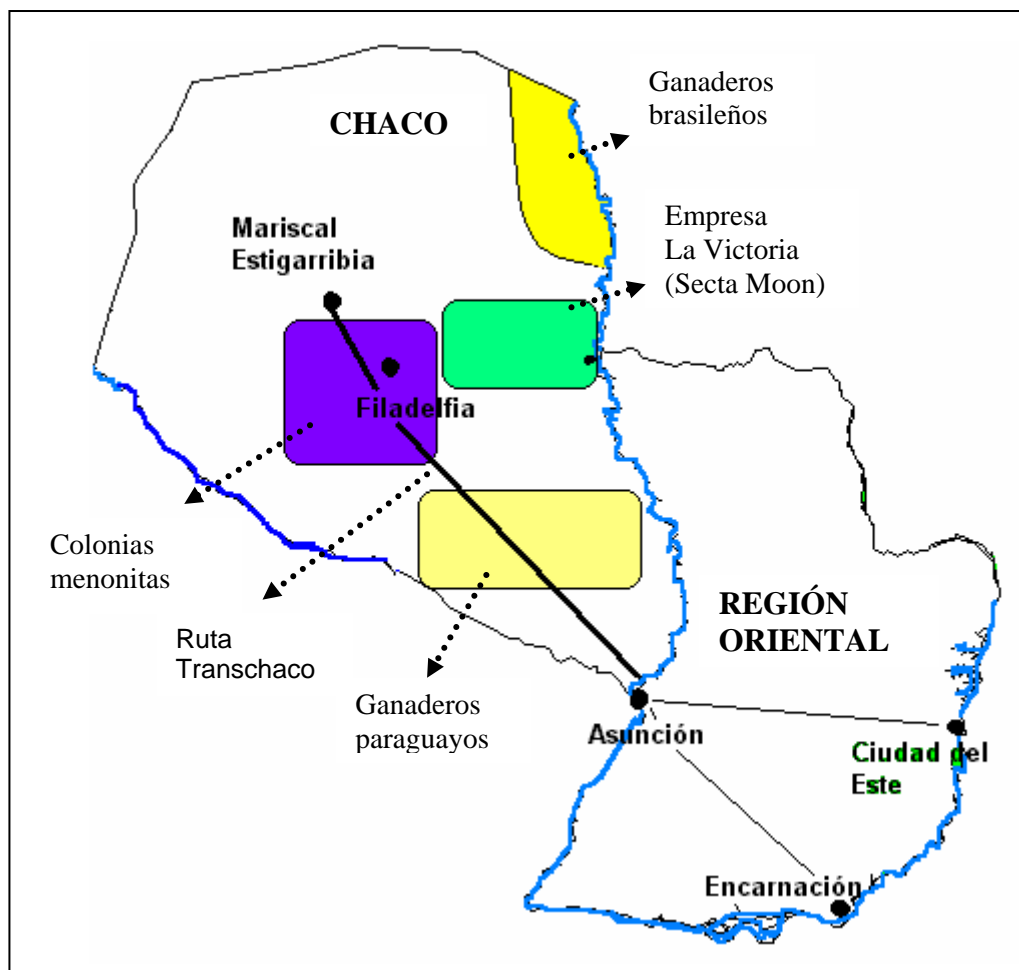 Ganaderos
brasileños
CHACO
Empresa
La Victoria
(Secta Moon)
Mariscal
Estigarribia
Filadelfia
Colonias
menonitas
Ruta
Transchaco
Ganaderos
paraguayos
REGIÓN
ORIENTAL
Asunción
Ciudad del
Este
Encarnación